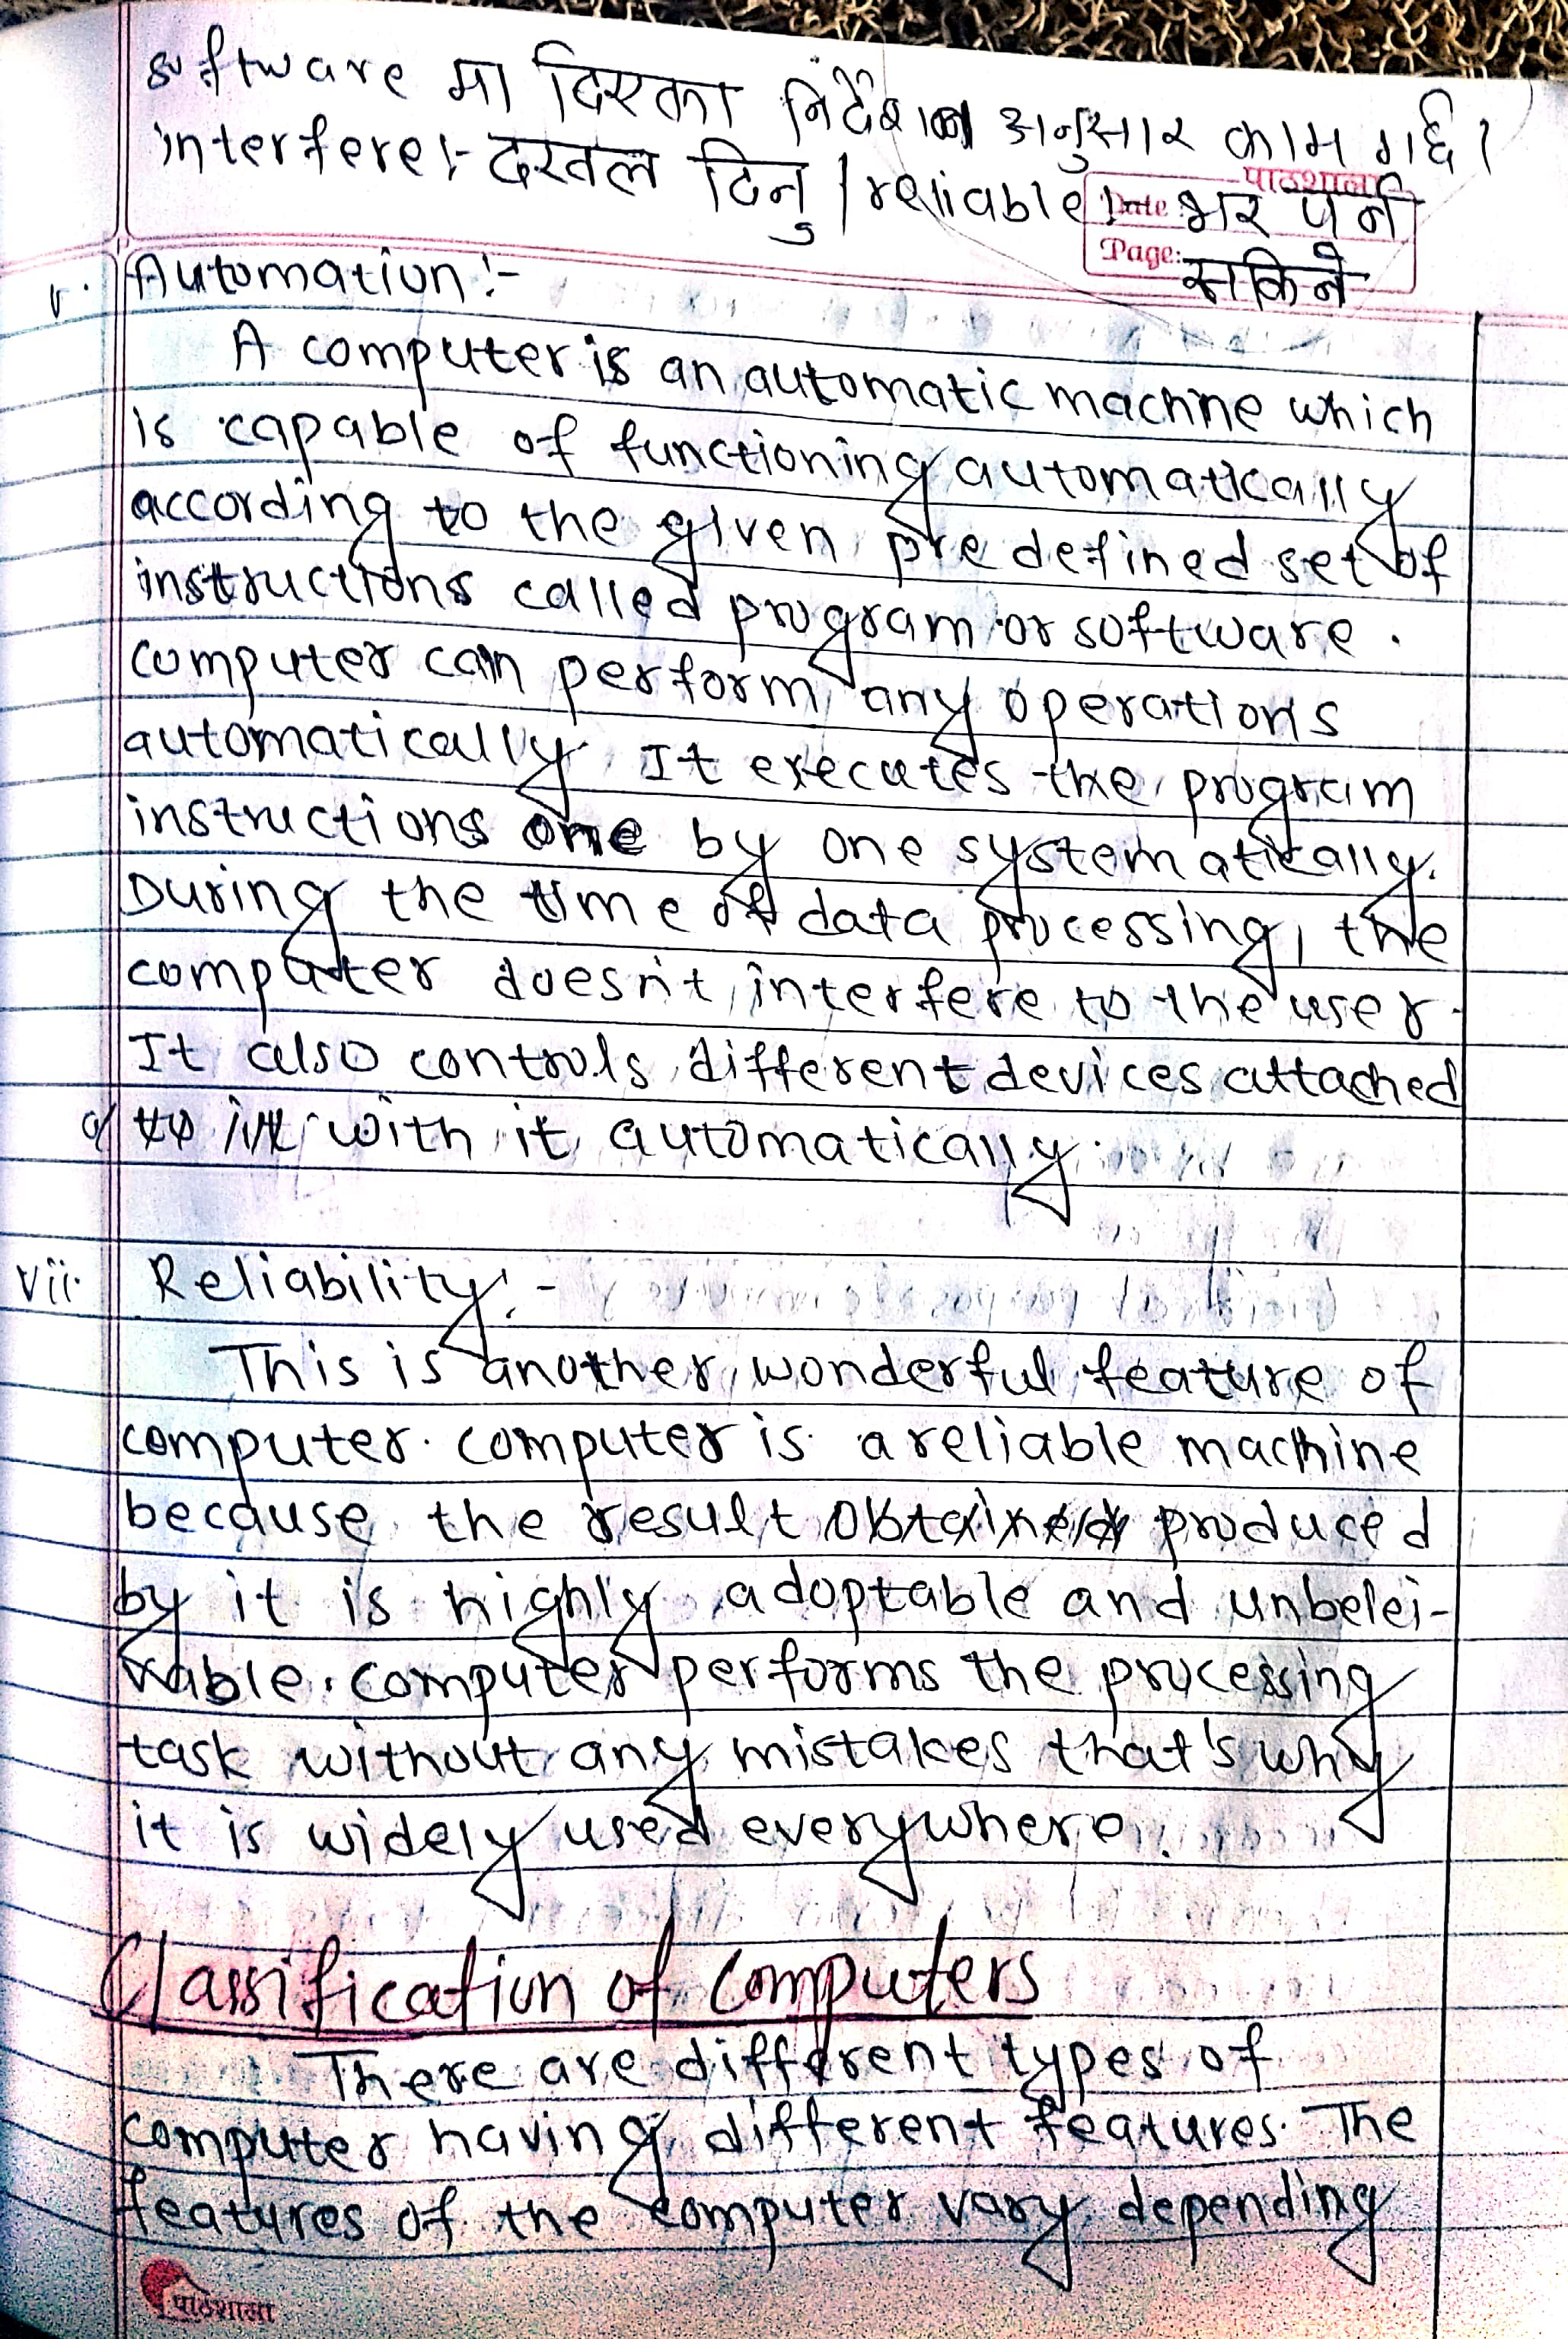 software मा दिएका निर्देशन अनुसार काम गर्छ ।
interfere:- दखल दिनु | reliable :- भर पर्न
पाठशाला
Date
Page:
सकिने
v. Automation:-
A computer is an automatic machine which
is capable of functioning automatically
according to the given predefined set of
instructions called program or software.
computer can perform any operations
automatically. It executes the program
instructions one by one systematically.
During the time of data processing, the
computer doesn't interfere to the user.
It also controls different devices attached
with it automatically.
vii. Reliability:-
This is another wonderful feature of
computer. computer is a reliable machine
because the result obtained produced
by it is highly adoptable and unbelei-
vable. computer performs the processing
task without any mistakes that's why
it is widely used everywhere.
Classification of computers
There are different types of
computer having different features. The
features of the computer vary depending
पाठशाला